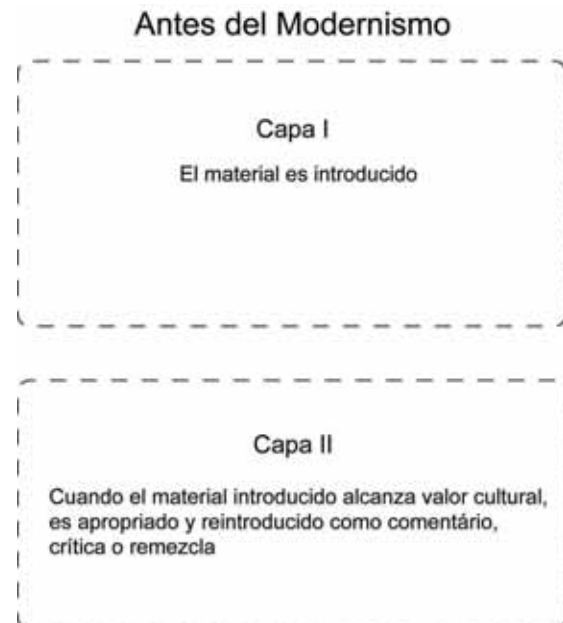 Antes del Modernismo
Capa I
El material es introducido
Capa II
Cuando el material introducido alcanza valor cultural,
es apropiado y reintroducido como comentário,
crítica o remezcla